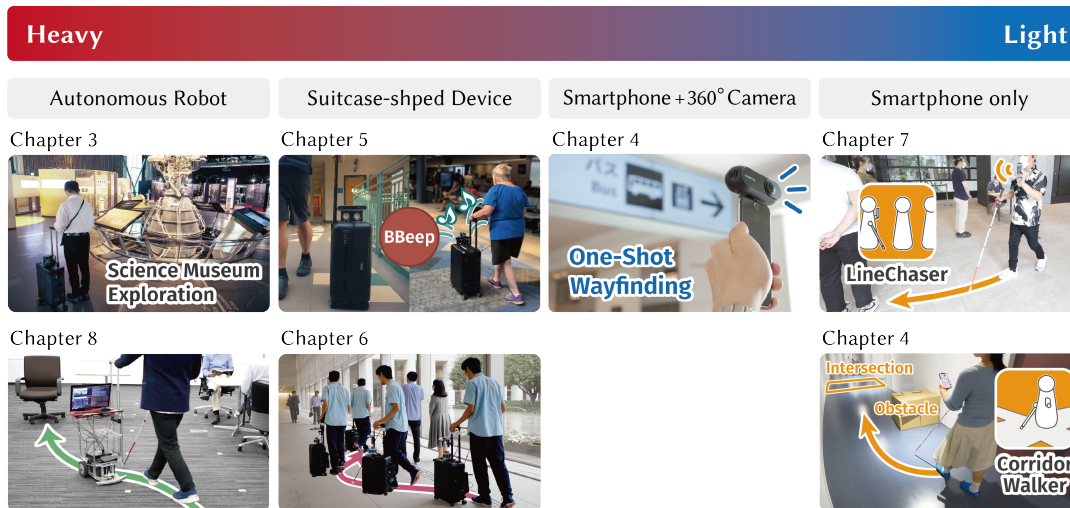 Heavy
Light
Autonomous Robot
Suitcase-shped Device
Smartphone + 360° Camera
Smartphone only
Chapter 3
Chapter 5
Chapter 4
Chapter 7
Science Museum
Exploration
BBeep
バス
Bus
One-Shot
Wayfinding
LineChaser
Chapter 8
Chapter 6
Chapter 4
Intersection
Obstacle
Corridor
Walker